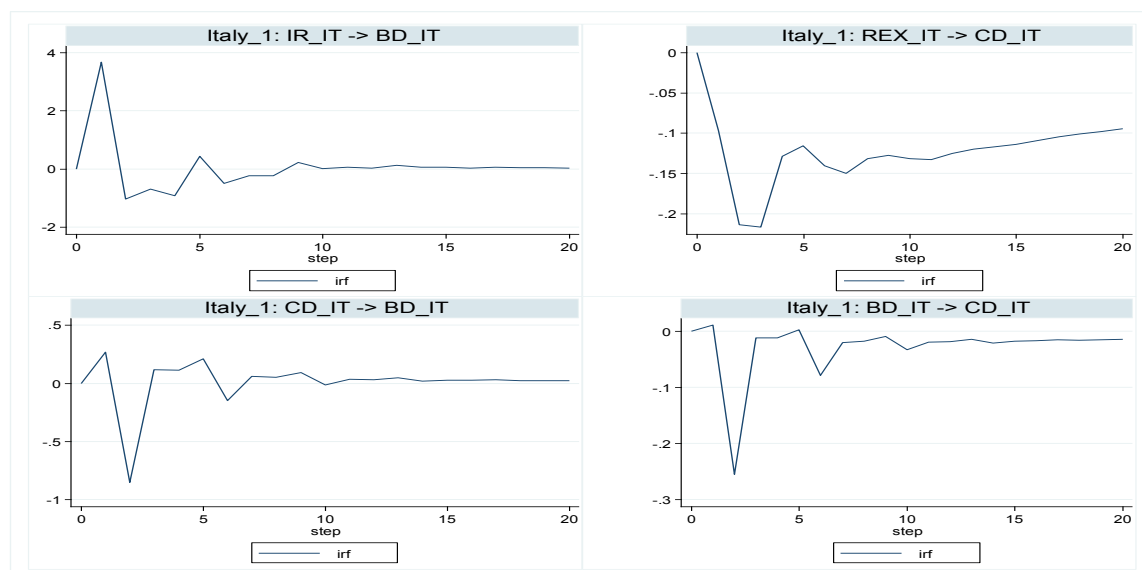 Italy_1: IR_IT -> BD_IT
4
2
0
-2
0 5 10 15 20
step
irf
Italy_1: REX_IT -> CD_IT
0
-.05
-.1
-.15
-.2
0 5 10 15 20
step
irf
Italy_1: CD_IT -> BD_IT
.5
0
-.5
-1
0 5 10 15 20
step
irf
Italy_1: BD_IT -> CD_IT
0
-.1
-.2
-.3
0 5 10 15 20
step
irf